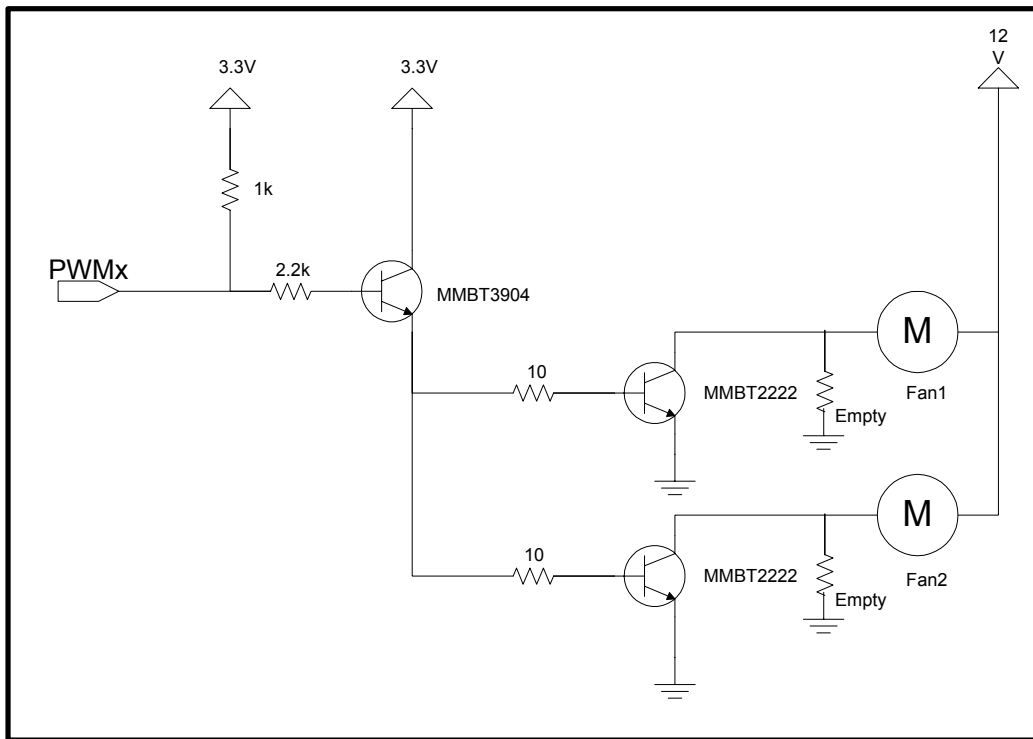 12
V
3.3V
3.3V
1k
PWMx
2.2k
MMBT3904
M
10
MMBT2222
Fan1
Empty
M
10
MMBT2222
Fan2
Empty